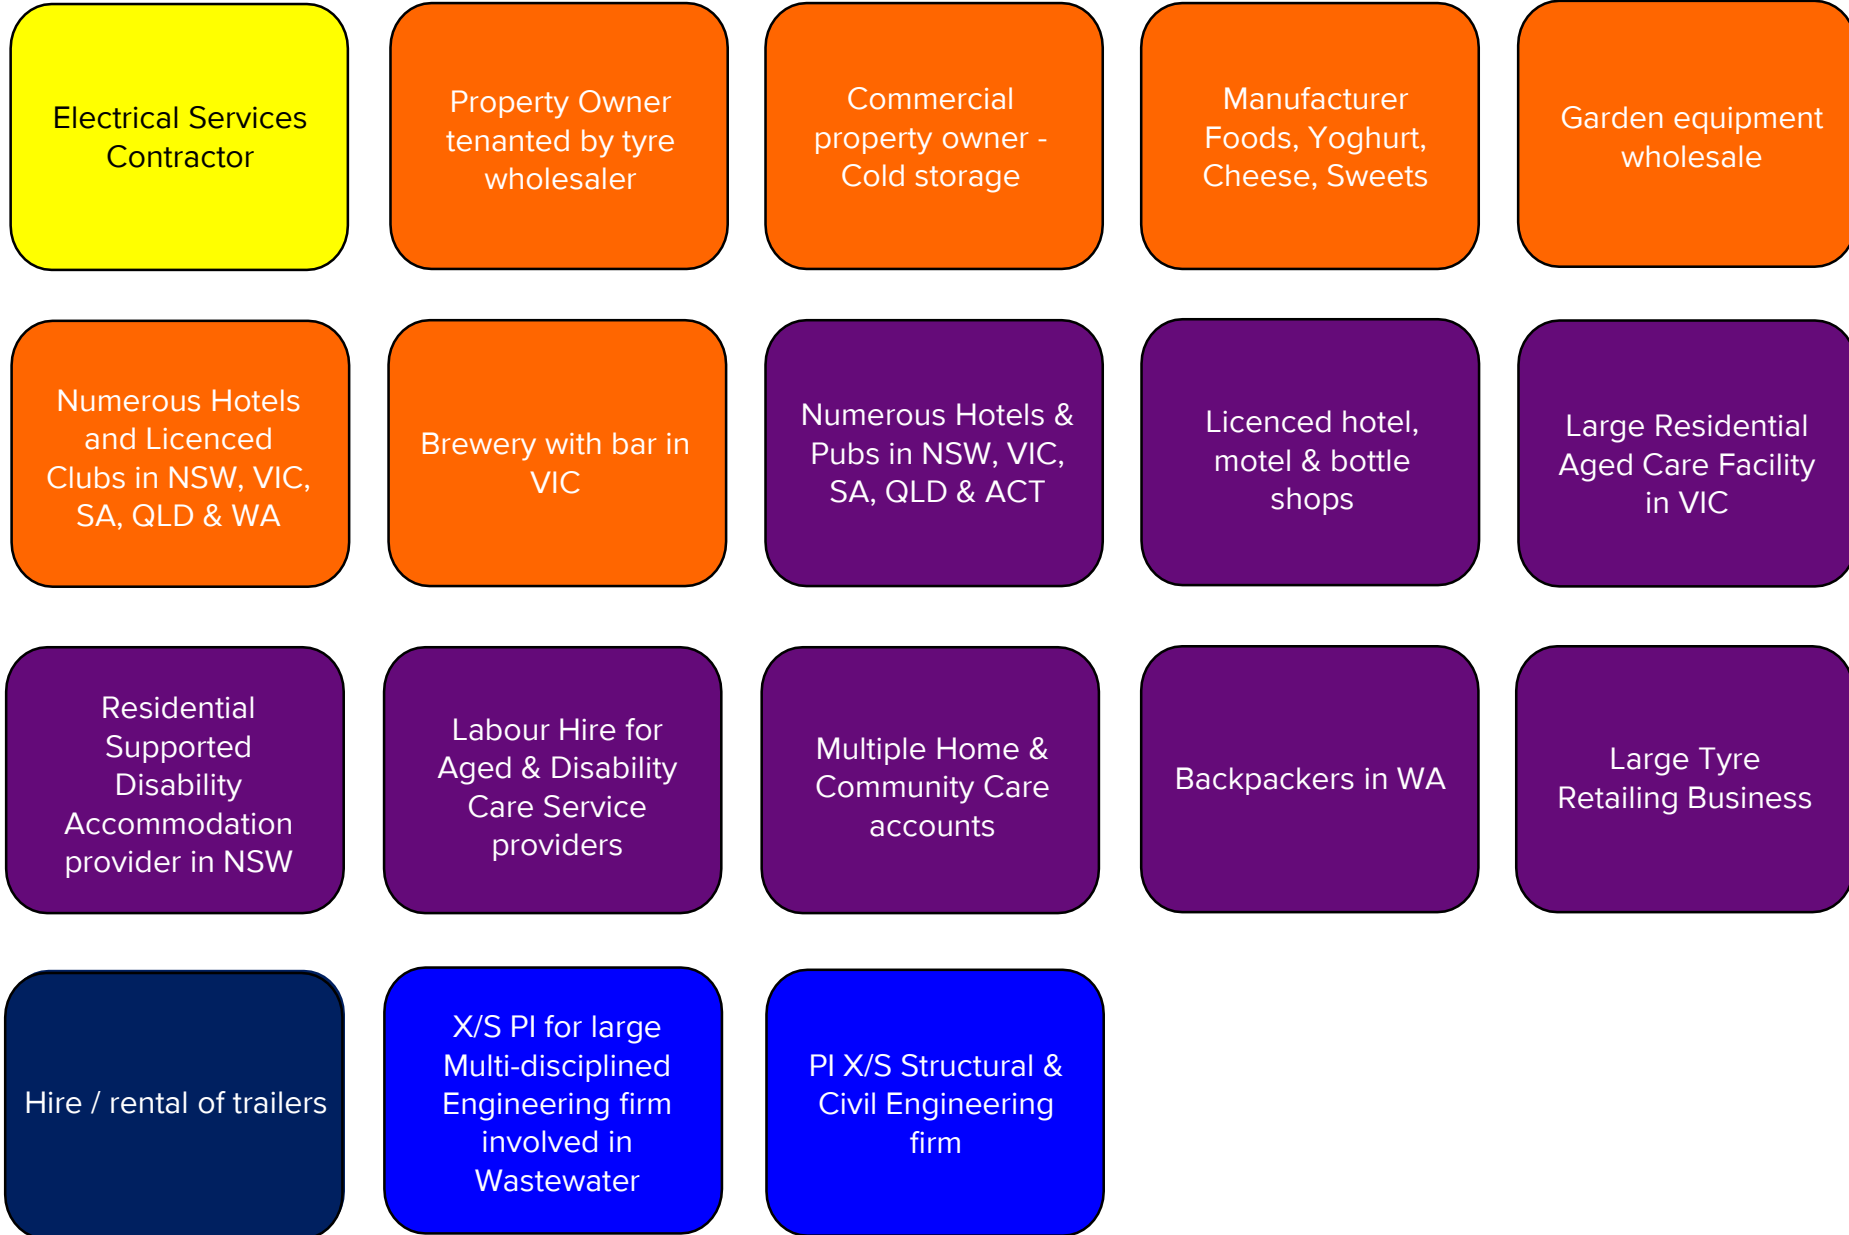 Electrical Services
Contractor
Property Owner
tenanted by tyre
wholesaler
Commercial
property owner -
Cold storage
Manufacturer
Foods, Yoghurt,
Cheese, Sweets
Garden equipment
wholesale
Numerous Hotels
and Licenced
Clubs in NSW, VIC,
SA, QLD & WA
Brewery with bar in
VIC
Numerous Hotels &
Pubs in NSW, VIC,
SA, QLD & ACT
Licenced hotel,
motel & bottle
shops
Large Residential
Aged Care Facility
in VIC
Residential
Supported
Disability
Accommodation
provider in NSW
Labour Hire for
Aged & Disability
Care Service
providers
Multiple Home &
Community Care
accounts
Backpackers in WA
Large Tyre
Retailing Business
Hire / rental of trailers
X/S PI for large
Multi-disciplined
Engineering firm
involved in
Wastewater
PI X/S Structural &
Civil Engineering
firm